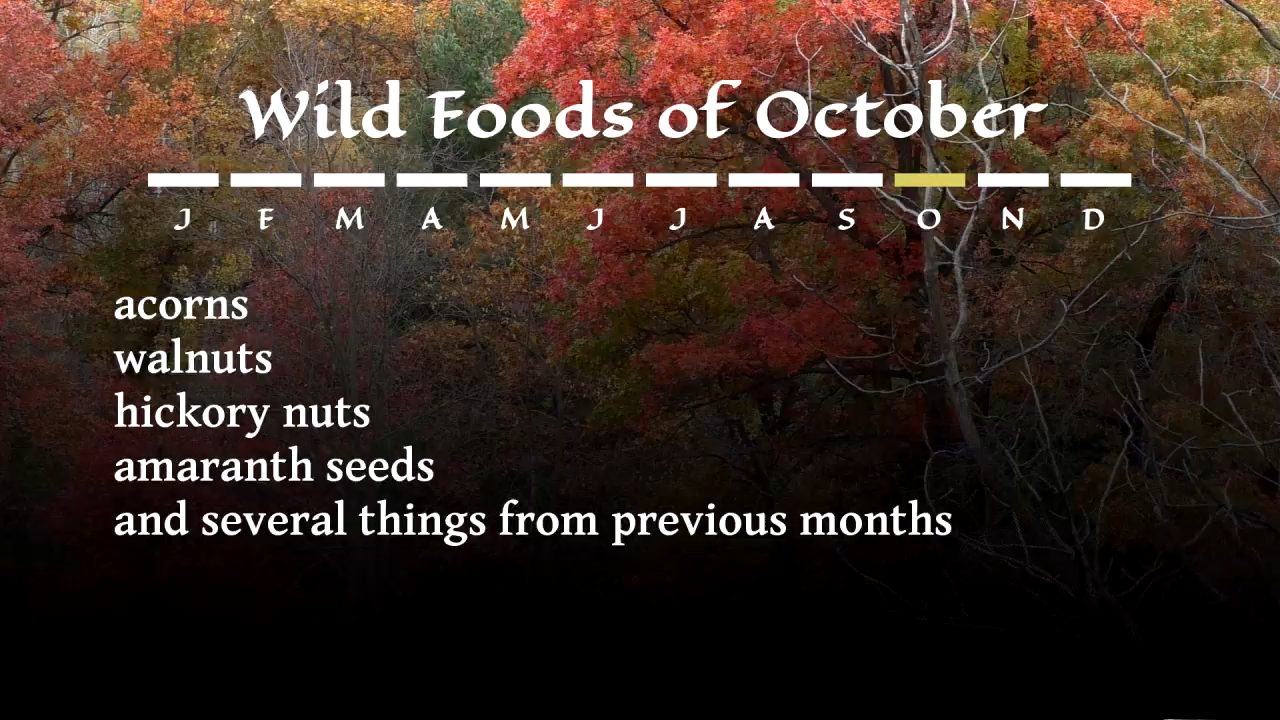 Wild Foods of October
J F M A M J J A S O N D
acorns
walnuts
hickory nuts
amaranth seeds
and several things from previous months